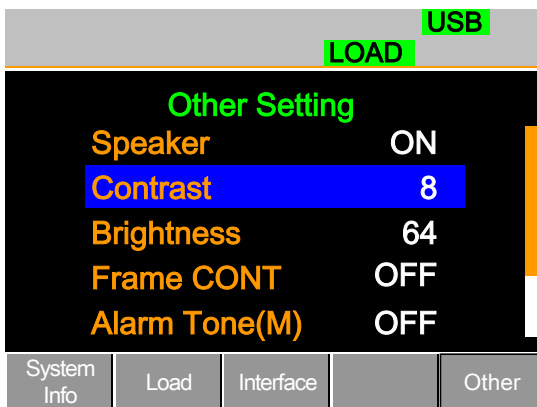 USB
LOAD
Other Setting
Speaker ON
Contrast 8
Brightness 64
Frame CONT OFF
Alarm Tone(M) OFF
System
Info
Load
Interface
Other